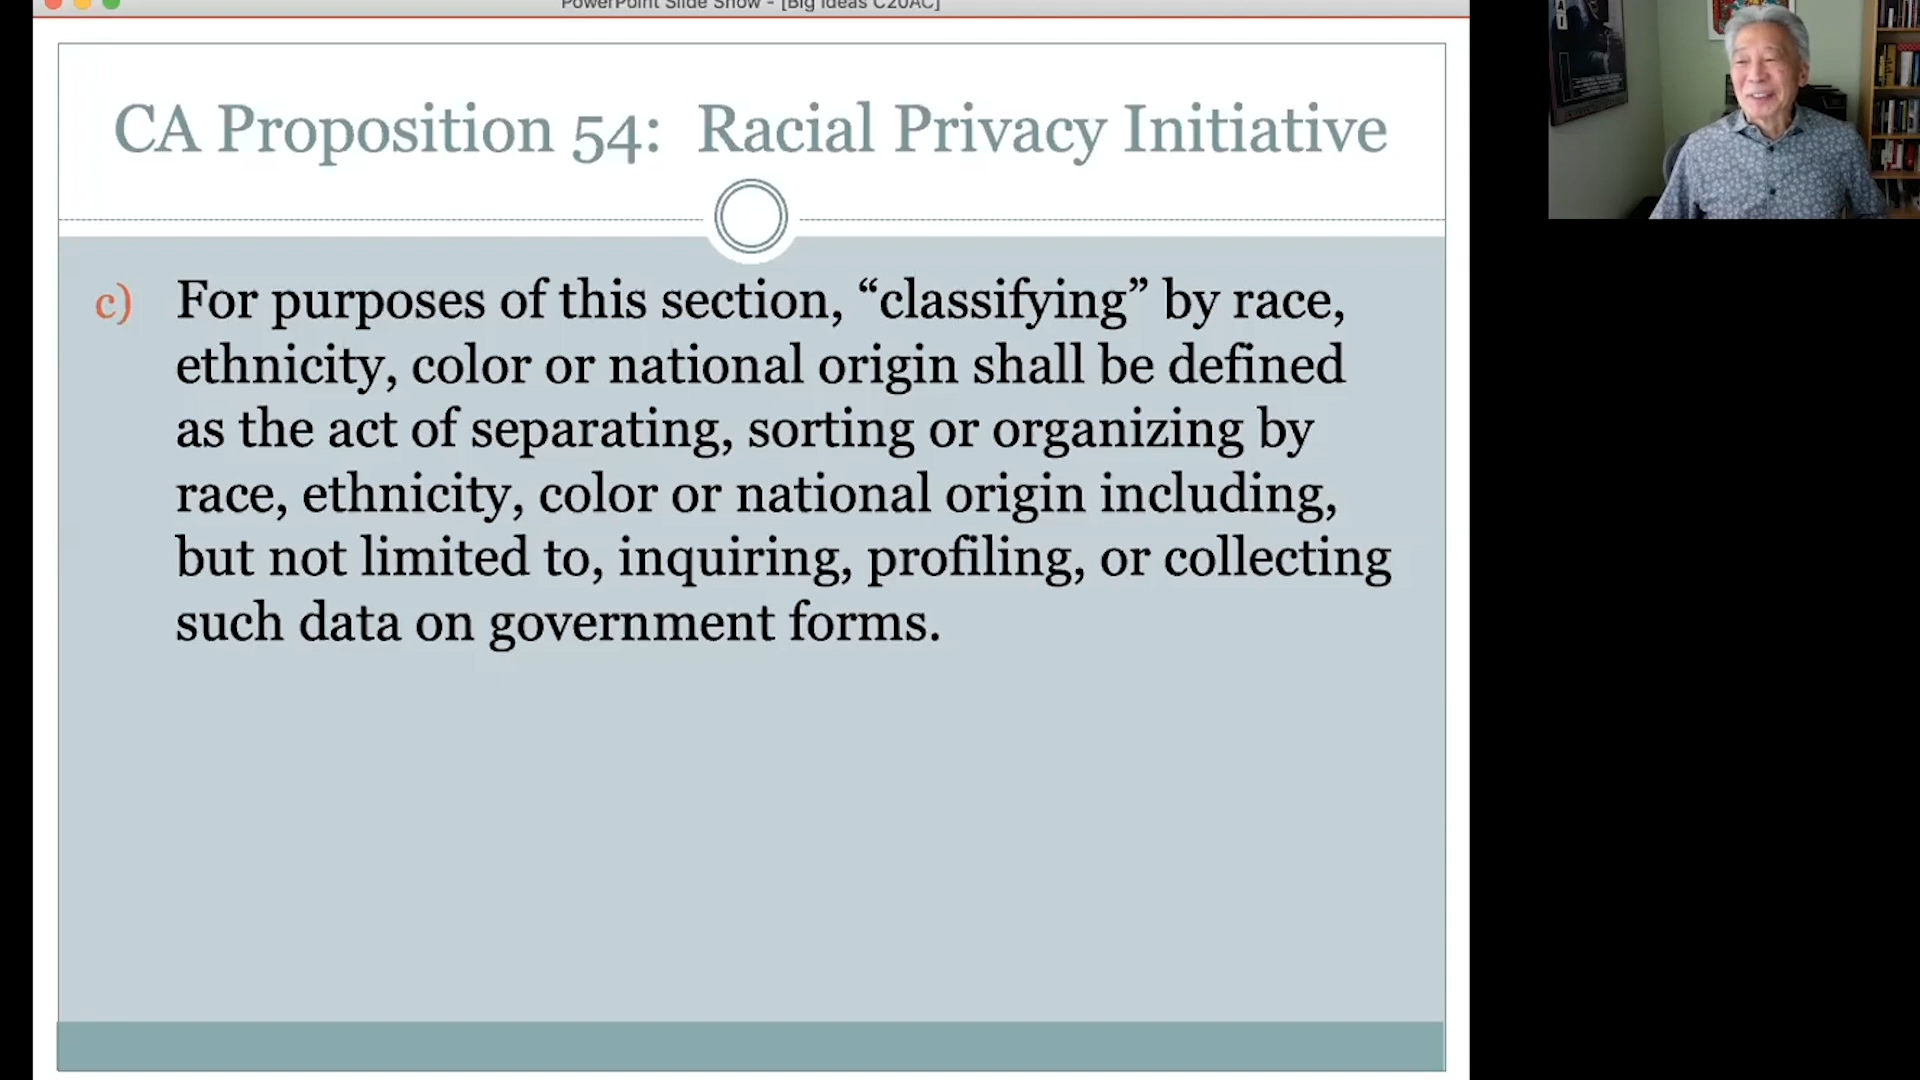 PowerPoint Slide Show - [Big Ideas C20AC]
CA Proposition 54: Racial Privacy Initiative
c) For purposes of this section, “classifying” by race,
ethnicity, color or national origin shall be defined
as the act of separating, sorting or organizing by
race, ethnicity, color or national origin including,
but not limited to, inquiring, profiling, or collecting
such data on government forms.